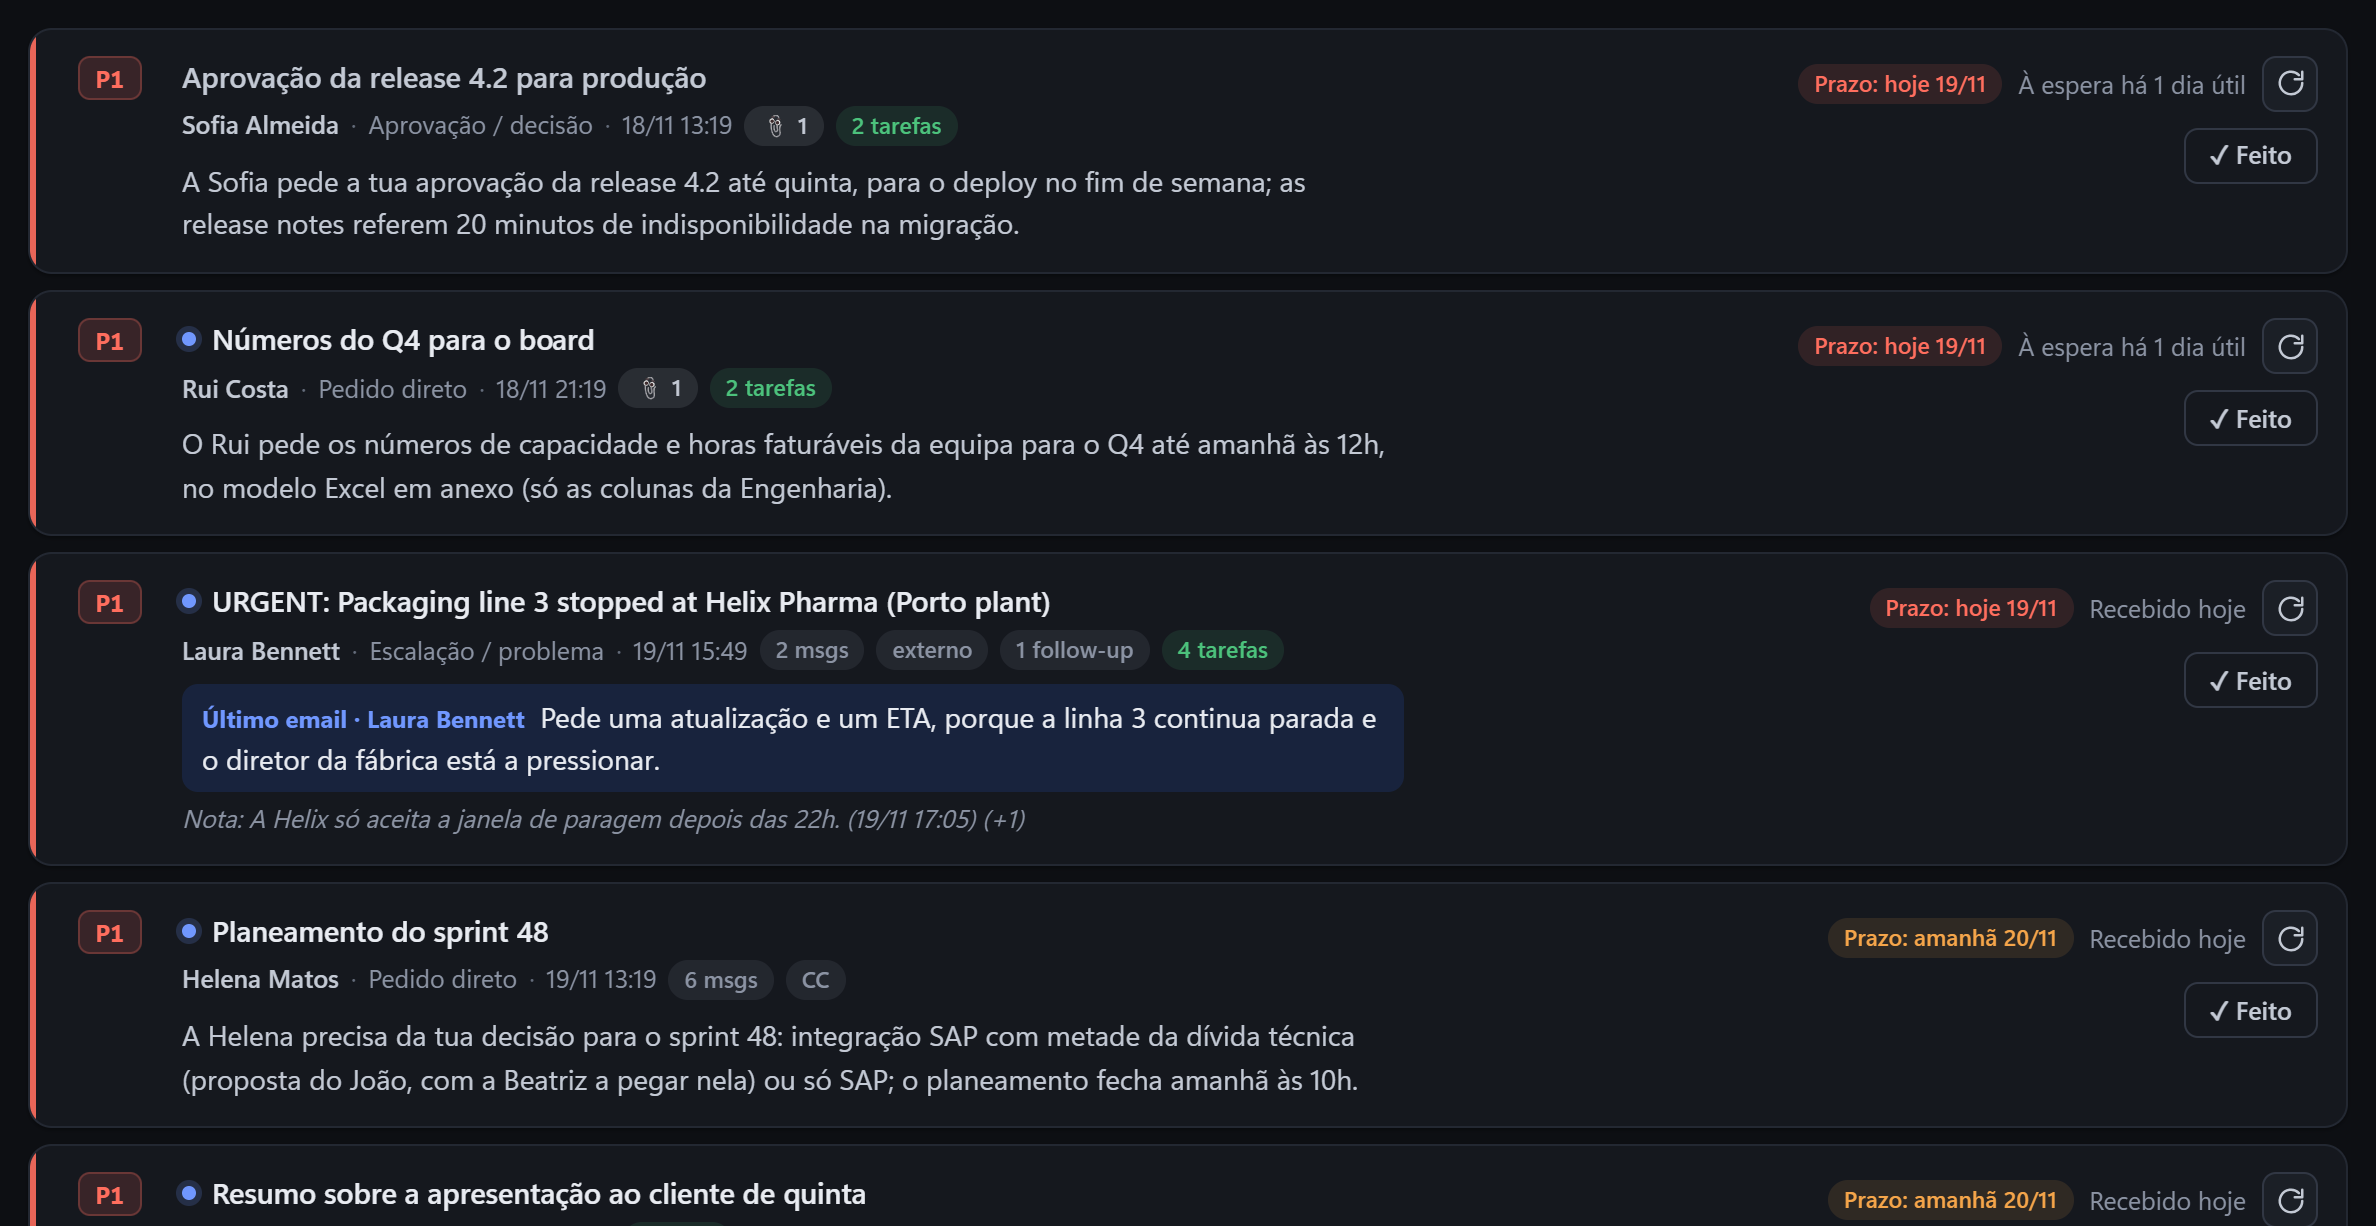 P1 Aprovação da release 4.2 para produção Prazo: hoje 19/11 À espera há 1 dia útil
Sofia Almeida · Aprovação / decisão · 18/11 13:19 1 2 tarefas
✓ Feito
A Sofia pede a tua aprovação da release 4.2 até quinta, para o deploy no fim de semana; as
release notes referem 20 minutos de indisponibilidade na migração.
P1 Números do Q4 para o board Prazo: hoje 19/11 À espera há 1 dia útil
Rui Costa · Pedido direto · 18/11 21:19 1 2 tarefas
✓ Feito
O Rui pede os números de capacidade e horas faturáveis da equipa para o Q4 até amanhã às 12h,
no modelo Excel em anexo (só as colunas da Engenharia).
P1 URGENT: Packaging line 3 stopped at Helix Pharma (Porto plant) Prazo: hoje 19/11 Recebido hoje
Laura Bennett · Escalação / problema · 19/11 15:49 2 msgs externo 1 follow-up 4 tarefas
✓ Feito
Último email · Laura Bennett Pede uma atualização e um ETA, porque a linha 3 continua parada e
o diretor da fábrica está a pressionar.
Nota: A Helix só aceita a janela de paragem depois das 22h. (19/11 17:05) (+1)
P1 Planeamento do sprint 48 Prazo: amanhã 20/11 Recebido hoje
Helena Matos · Pedido direto · 19/11 13:19 6 msgs CC
✓ Feito
A Helena precisa da tua decisão para o sprint 48: integração SAP com metade da dívida técnica
(proposta do João, com a Beatriz a pegar nela) ou só SAP; o planeamento fecha amanhã às 10h.
P1 Resumo sobre a apresentação ao cliente de quinta Prazo: amanhã 20/11 Recebido hoje